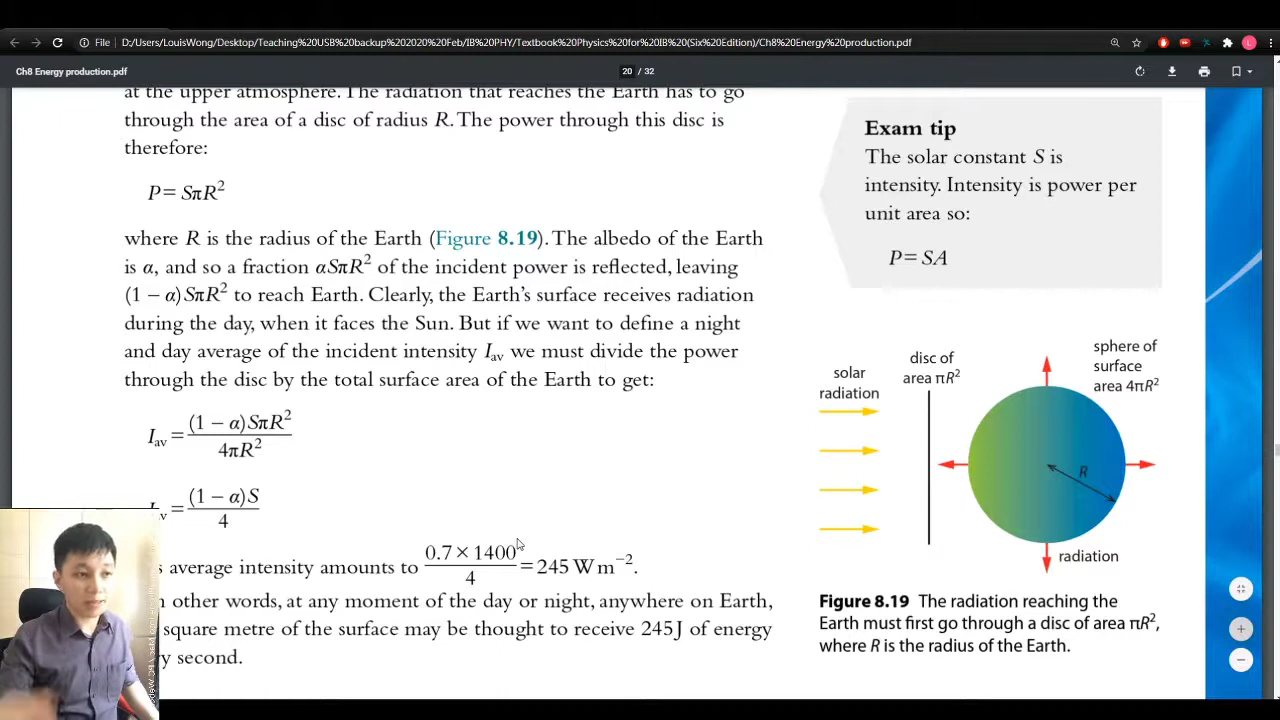 File D:/Users/LouisWong/Desktop/Teaching%20USB%20backup%202020%20Feb/IB%20PHY/Textbook%20Physics%20for%20IB%20(Six%20Edition)/Ch8%20Energy%20production.pdf
Ch8 Energy production.pdf
20 / 32
at the upper atmosphere. The radiation that reaches the Earth has to go
through the area of a disc of radius R. The power through this disc is
therefore:
P = SπR²
where R is the radius of the Earth (Figure 8.19). The albedo of the Earth
is α, and so a fraction αSπR² of the incident power is reflected, leaving
(1 − α)SπR² to reach Earth. Clearly, the Earth's surface receives radiation
during the day, when it faces the Sun. But if we want to define a night
and day average of the incident intensity Iav we must divide the power
through the disc by the total surface area of the Earth to get:
Iav = (1 − α)SπR² / 4πR²
v = (1 − α)S / 4
average intensity amounts to 0.7 × 1400 / 4 = 245 W m⁻².
other words, at any moment of the day or night, anywhere on Earth,
square metre of the surface may be thought to receive 245 J of energy
y second.
Exam tip
The solar constant S is
intensity. Intensity is power per
unit area so:
P = SA
solar
radiation
disc of
area πR²
sphere of
surface
area 4πR²
R
radiation
Figure 8.19 The radiation reaching the
Earth must first go through a disc of area πR²,
where R is the radius of the Earth.